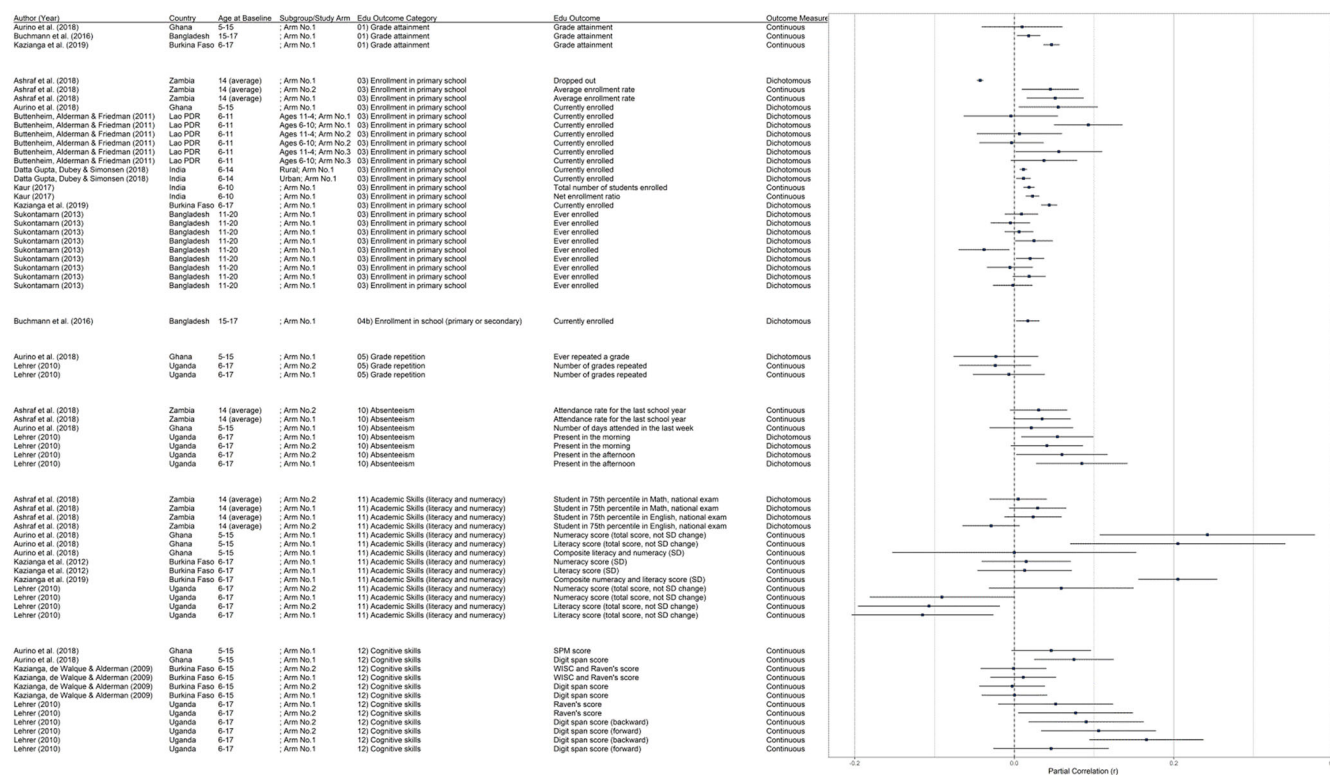 Author (Year) Country Age at Baseline Subgroup/Study Arm Edu Outcome Category Edu Outcome Outcome Measure
Aurino et al. (2018) Ghana 5-15 ; Arm No.1 01) Grade attainment Grade attainment Continuous
Buchmann et al. (2016) Bangladesh 15-17 ; Arm No.1 01) Grade attainment Grade attainment Continuous
Kazianga et al. (2019) Burkina Faso 6-17 ; Arm No.1 01) Grade attainment Grade attainment Continuous
Ashraf et al. (2018) Zambia 14 (average) ; Arm No.1 03) Enrollment in primary school Dropped out Dichotomous
Ashraf et al. (2018) Zambia 14 (average) ; Arm No.2 03) Enrollment in primary school Average enrollment rate Continuous
Ashraf et al. (2018) Zambia 14 (average) ; Arm No.1 03) Enrollment in primary school Average enrollment rate Continuous
Aurino et al. (2018) Ghana 5-15 ; Arm No.1 03) Enrollment in primary school Currently enrolled Dichotomous
Buttenheim, Alderman & Friedman (2011) Lao PDR 6-11 Ages 11-4; Arm No.1 03) Enrollment in primary school Currently enrolled Dichotomous
Buttenheim, Alderman & Friedman (2011) Lao PDR 6-11 Ages 6-10; Arm No.1 03) Enrollment in primary school Currently enrolled Dichotomous
Buttenheim, Alderman & Friedman (2011) Lao PDR 6-11 Ages 11-4; Arm No.2 03) Enrollment in primary school Currently enrolled Dichotomous
Buttenheim, Alderman & Friedman (2011) Lao PDR 6-11 Ages 6-10; Arm No.2 03) Enrollment in primary school Currently enrolled Dichotomous
Buttenheim, Alderman & Friedman (2011) Lao PDR 6-11 Ages 11-4; Arm No.3 03) Enrollment in primary school Currently enrolled Dichotomous
Buttenheim, Alderman & Friedman (2011) Lao PDR 6-11 Ages 6-10; Arm No.3 03) Enrollment in primary school Currently enrolled Dichotomous
Datta Gupta, Dubey & Simonsen (2018) India 6-14 Rural; Arm No.1 03) Enrollment in primary school Currently enrolled Dichotomous
Datta Gupta, Dubey & Simonsen (2018) India 6-14 Urban; Arm No.1 03) Enrollment in primary school Currently enrolled Dichotomous
Kaur (2017) India 6-10 ; Arm No.1 03) Enrollment in primary school Total number of students enrolled Continuous
Kaur (2017) India 6-10 ; Arm No.1 03) Enrollment in primary school Net enrollment ratio Continuous
Kazianga et al. (2019) Burkina Faso 6-17 ; Arm No.1 03) Enrollment in primary school Currently enrolled Dichotomous
Sukontamarn (2013) Bangladesh 11-20 ; Arm No.1 03) Enrollment in primary school Ever enrolled Dichotomous
Sukontamarn (2013) Bangladesh 11-20 ; Arm No.1 03) Enrollment in primary school Ever enrolled Dichotomous
Sukontamarn (2013) Bangladesh 11-20 ; Arm No.1 03) Enrollment in primary school Ever enrolled Dichotomous
Sukontamarn (2013) Bangladesh 11-20 ; Arm No.1 03) Enrollment in primary school Ever enrolled Dichotomous
Sukontamarn (2013) Bangladesh 11-20 ; Arm No.1 03) Enrollment in primary school Ever enrolled Dichotomous
Sukontamarn (2013) Bangladesh 11-20 ; Arm No.1 03) Enrollment in primary school Ever enrolled Dichotomous
Sukontamarn (2013) Bangladesh 11-20 ; Arm No.1 03) Enrollment in primary school Ever enrolled Dichotomous
Sukontamarn (2013) Bangladesh 11-20 ; Arm No.1 03) Enrollment in primary school Ever enrolled Dichotomous
Sukontamarn (2013) Bangladesh 11-20 ; Arm No.1 03) Enrollment in primary school Ever enrolled Dichotomous
Buchmann et al. (2016) Bangladesh 15-17 ; Arm No.1 04b) Enrollment in school (primary or secondary) Currently enrolled Dichotomous
Aurino et al. (2018) Ghana 5-15 ; Arm No.1 05) Grade repetition Ever repeated a grade Dichotomous
Lehrer (2010) Uganda 6-17 ; Arm No.2 05) Grade repetition Number of grades repeated Continuous
Lehrer (2010) Uganda 6-17 ; Arm No.1 05) Grade repetition Number of grades repeated Continuous
Ashraf et al. (2018) Zambia 14 (average) ; Arm No.2 10) Absenteeism Attendance rate for the last school year Continuous
Ashraf et al. (2018) Zambia 14 (average) ; Arm No.1 10) Absenteeism Attendance rate for the last school year Continuous
Aurino et al. (2018) Ghana 5-15 ; Arm No.1 10) Absenteeism Number of days attended in the last week Continuous
Lehrer (2010) Uganda 6-17 ; Arm No.1 10) Absenteeism Present in the morning Dichotomous
Lehrer (2010) Uganda 6-17 ; Arm No.2 10) Absenteeism Present in the morning Dichotomous
Lehrer (2010) Uganda 6-17 ; Arm No.2 10) Absenteeism Present in the afternoon Dichotomous
Lehrer (2010) Uganda 6-17 ; Arm No.1 10) Absenteeism Present in the afternoon Dichotomous
Ashraf et al. (2018) Zambia 14 (average) ; Arm No.2 11) Academic Skills (literacy and numeracy) Student in 75th percentile in Math, national exam Dichotomous
Ashraf et al. (2018) Zambia 14 (average) ; Arm No.1 11) Academic Skills (literacy and numeracy) Student in 75th percentile in Math, national exam Dichotomous
Ashraf et al. (2018) Zambia 14 (average) ; Arm No.1 11) Academic Skills (literacy and numeracy) Student in 75th percentile in English, national exam Dichotomous
Ashraf et al. (2018) Zambia 14 (average) ; Arm No.2 11) Academic Skills (literacy and numeracy) Student in 75th percentile in English, national exam Dichotomous
Aurino et al. (2018) Ghana 5-15 ; Arm No.1 11) Academic Skills (literacy and numeracy) Numeracy score (total score, not SD change) Continuous
Aurino et al. (2018) Ghana 5-15 ; Arm No.1 11) Academic Skills (literacy and numeracy) Literacy score (total score, not SD change) Continuous
Aurino et al. (2018) Ghana 5-15 ; Arm No.1 11) Academic Skills (literacy and numeracy) Composite literacy and numeracy (SD) Continuous
Kazianga et al. (2012) Burkina Faso 6-17 ; Arm No.1 11) Academic Skills (literacy and numeracy) Numeracy score (SD) Continuous
Kazianga et al. (2012) Burkina Faso 6-17 ; Arm No.1 11) Academic Skills (literacy and numeracy) Literacy score (SD) Continuous
Kazianga et al. (2019) Burkina Faso 6-17 ; Arm No.1 11) Academic Skills (literacy and numeracy) Composite numeracy and literacy score (SD) Continuous
Lehrer (2010) Uganda 6-17 ; Arm No.2 11) Academic Skills (literacy and numeracy) Numeracy score (total score, not SD change) Continuous
Lehrer (2010) Uganda 6-17 ; Arm No.1 11) Academic Skills (literacy and numeracy) Numeracy score (total score, not SD change) Continuous
Lehrer (2010) Uganda 6-17 ; Arm No.2 11) Academic Skills (literacy and numeracy) Literacy score (total score, not SD change) Continuous
Lehrer (2010) Uganda 6-17 ; Arm No.1 11) Academic Skills (literacy and numeracy) Literacy score (total score, not SD change) Continuous
Aurino et al. (2018) Ghana 5-15 ; Arm No.1 12) Cognitive skills SPM score Continuous
Aurino et al. (2018) Ghana 5-15 ; Arm No.1 12) Cognitive skills Digit span score Continuous
Kazianga, de Walque & Alderman (2009) Burkina Faso 6-15 ; Arm No.2 12) Cognitive skills WISC and Raven's score Continuous
Kazianga, de Walque & Alderman (2009) Burkina Faso 6-15 ; Arm No.1 12) Cognitive skills WISC and Raven's score Continuous
Kazianga, de Walque & Alderman (2009) Burkina Faso 6-15 ; Arm No.2 12) Cognitive skills Digit span score Continuous
Kazianga, de Walque & Alderman (2009) Burkina Faso 6-15 ; Arm No.1 12) Cognitive skills Digit span score Continuous
Lehrer (2010) Uganda 6-17 ; Arm No.1 12) Cognitive skills Raven's score Continuous
Lehrer (2010) Uganda 6-17 ; Arm No.2 12) Cognitive skills Raven's score Continuous
Lehrer (2010) Uganda 6-17 ; Arm No.2 12) Cognitive skills Digit span score (backward) Continuous
Lehrer (2010) Uganda 6-17 ; Arm No.2 12) Cognitive skills Digit span score (forward) Continuous
Lehrer (2010) Uganda 6-17 ; Arm No.1 12) Cognitive skills Digit span score (backward) Continuous
Lehrer (2010) Uganda 6-17 ; Arm No.1 12) Cognitive skills Digit span score (forward) Continuous
-0.2 0.0 0.2
Partial Correlation (r)